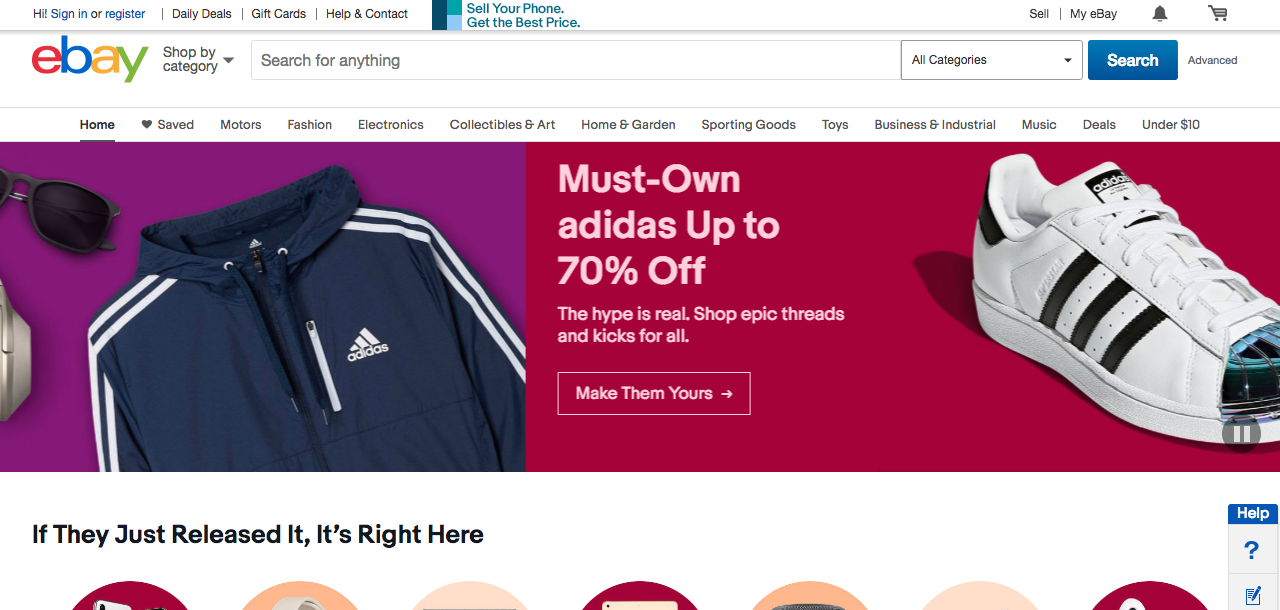 Hi! Sign in or register
Daily Deals
Gift Cards
Help & Contact
Sell Your Phone.
Get the Best Price.
Sell
My eBay
ebay
Shop by
category
Search for anything
All Categories
Search
Advanced
Home
Saved
Motors
Fashion
Electronics
Collectibles & Art
Home & Garden
Sporting Goods
Toys
Business & Industrial
Music
Deals
Under $10
adidas
Must-Own
adidas Up to
70% Off
The hype is real. Shop epic threads
and kicks for all.
Make Them Yours →
adidas
If They Just Released It, It’s Right Here
Help
?